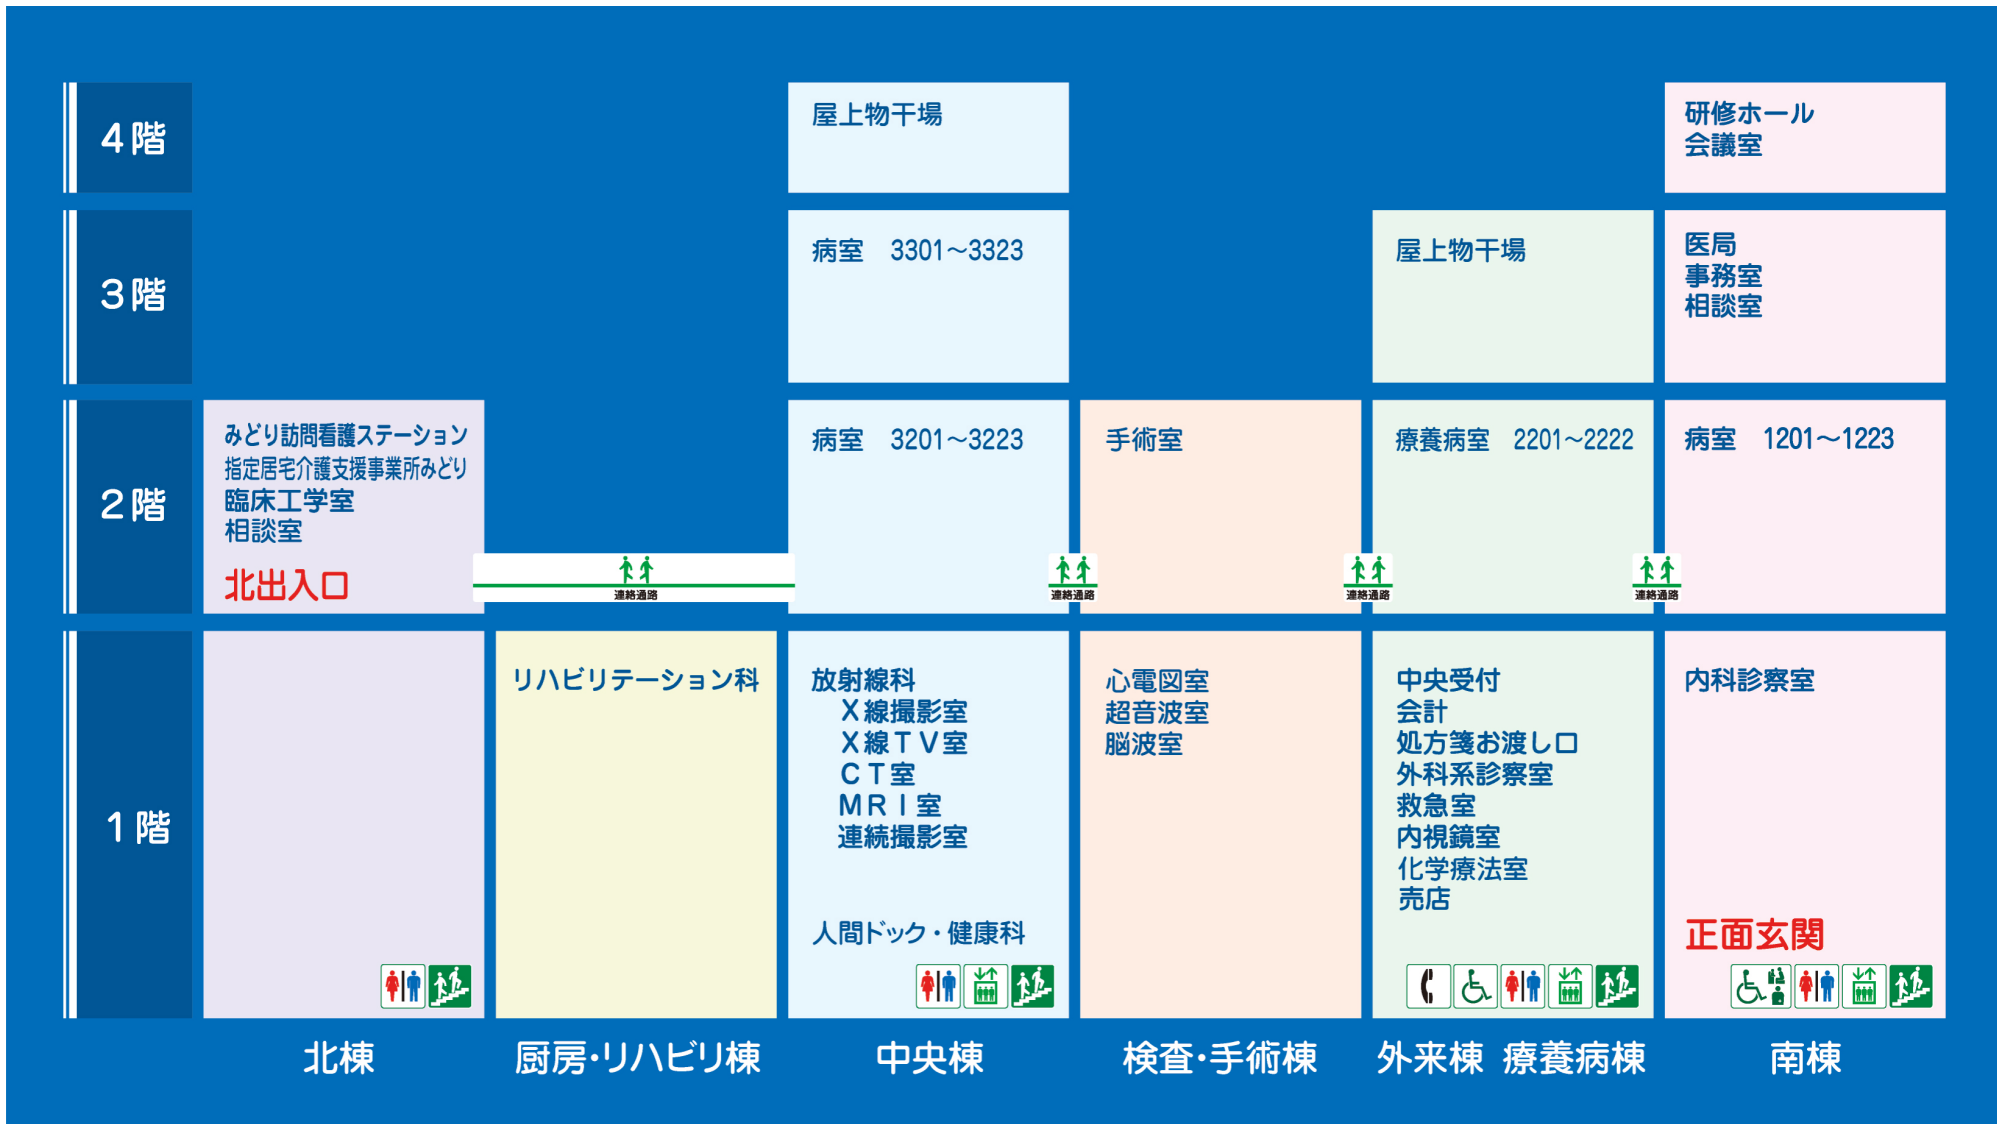 4階
屋上物干場
研修ホール
会議室
3階
病室　3301～3323
屋上物干場
医局
事務室
相談室
2階
みどり訪問看護ステーション
指定居宅介護支援事業所みどり
臨床工学室
相談室
北出入口
病室　3201～3223
手術室
療養病室　2201～2222
病室　1201～1223
連絡通路
連絡通路
連絡通路
連絡通路
1階
リハビリテーション科
放射線科
X線撮影室
X線TV室
CT室
MRI室
連続撮影室
人間ドック・健康科
心電図室
超音波室
脳波室
中央受付
会計
処方箋お渡し口
外科系診察室
救急室
内視鏡室
化学療法室
売店
内科診察室
正面玄関
北棟
厨房・リハビリ棟
中央棟
検査・手術棟
外来棟 療養病棟
南棟